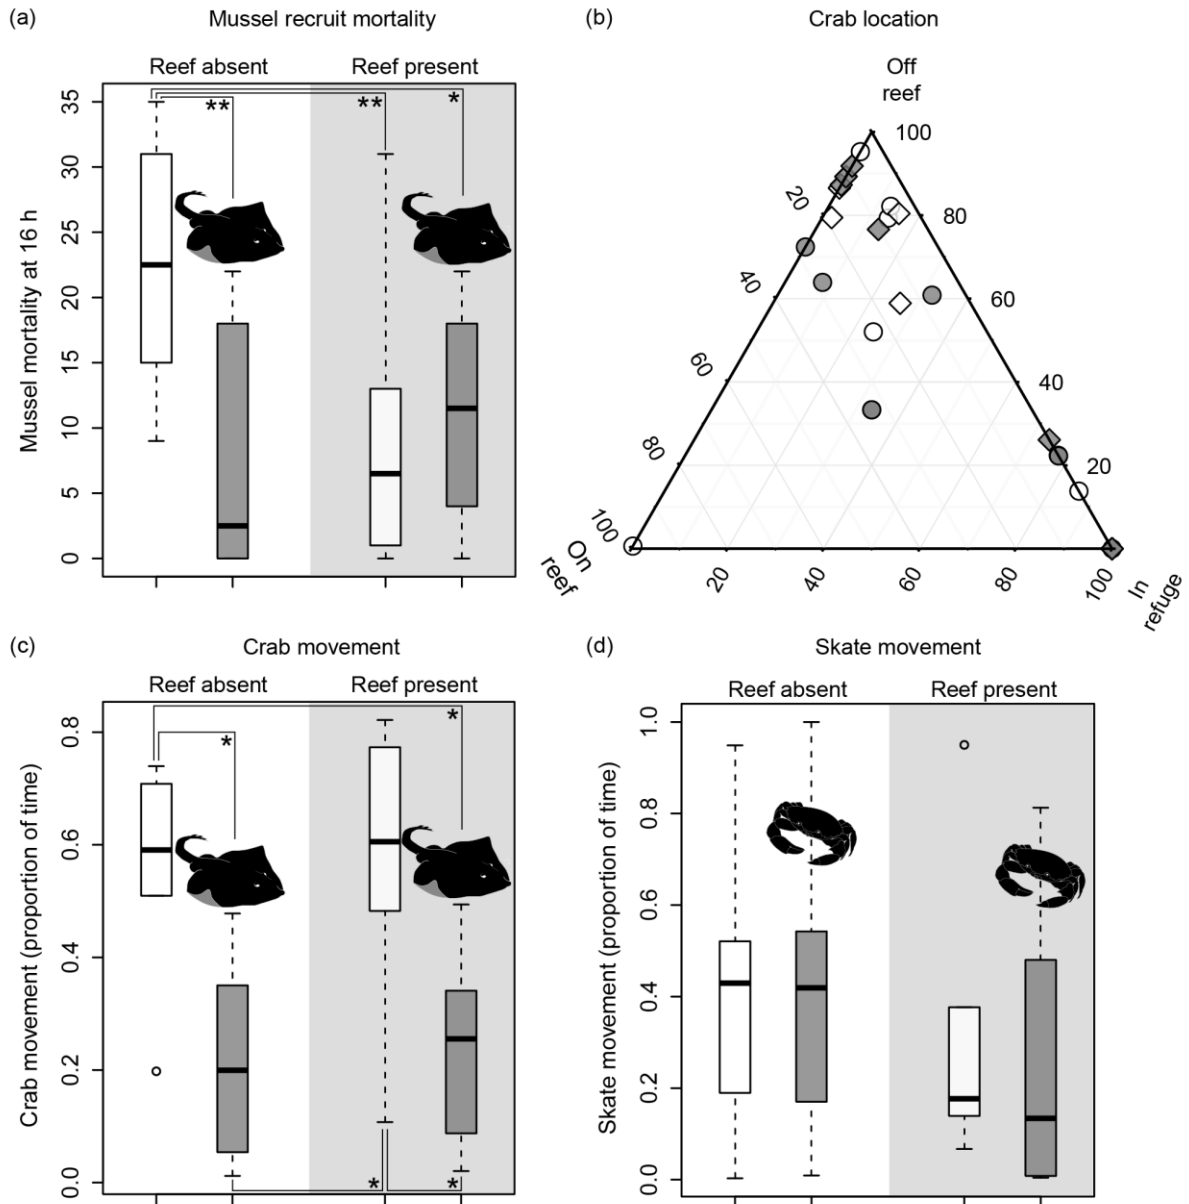 (a) Mussel recruit mortality
Reef absent Reef present
Mussel mortality at 16 h
35
30
25
20
15
10
5
0
** ** *
(b) Crab location
Off
reef
100
80
60
40
20
20
40
60
80
100
On
reef
20
40
60
80
100
In
refuge
(c) Crab movement
Reef absent Reef present
Crab movement (proportion of time)
0.8
0.6
0.4
0.2
0.0
* *
* *
(d) Skate movement
Reef absent Reef present
Skate movement (proportion of time)
1.0
0.8
0.6
0.4
0.2
0.0